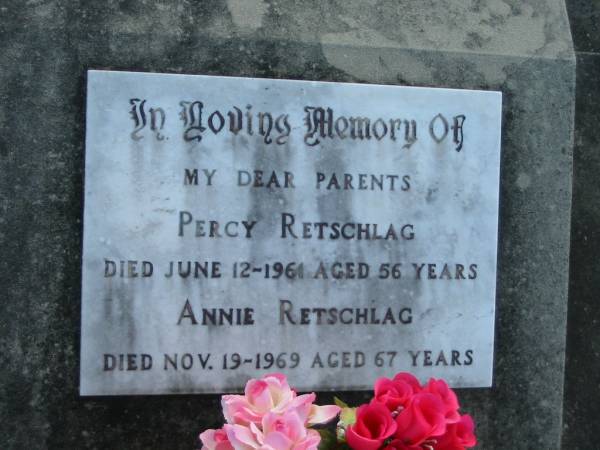 In Loving Memory Of
MY DEAR PARENTS
PERCY RETSCHLAG
DIED JUNE 12-1961 AGED 56 YEARS
ANNIE RETSCHLAG
DIED NOV. 19-1969 AGED 67 YEARS